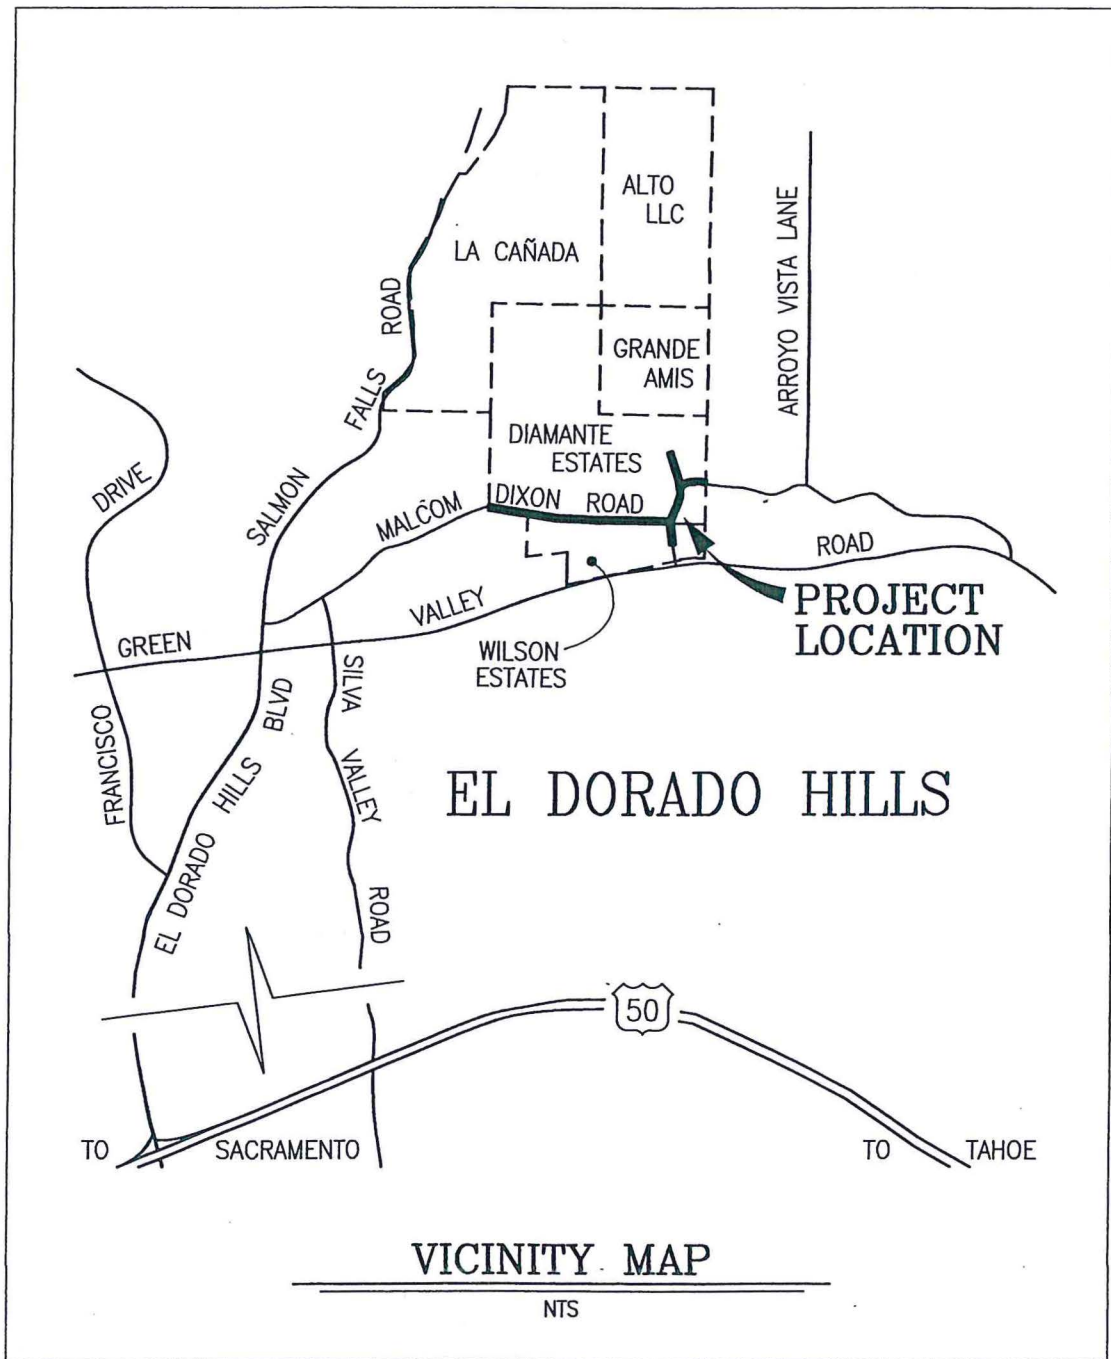 ALTO
LLC
LA CAÑADA
ARROYO VISTA LANE
GRANDE
AMIS
SALMON FALLS ROAD
DIAMANTE
ESTATES
MALCOM DIXON ROAD
FRANCISCO DRIVE
GREEN VALLEY ROAD
PROJECT
LOCATION
WILSON
ESTATES
SILVA VALLEY ROAD
EL DORADO HILLS BLVD
EL DORADO HILLS
50
TO SACRAMENTO
TO TAHOE
VICINITY MAP
NTS